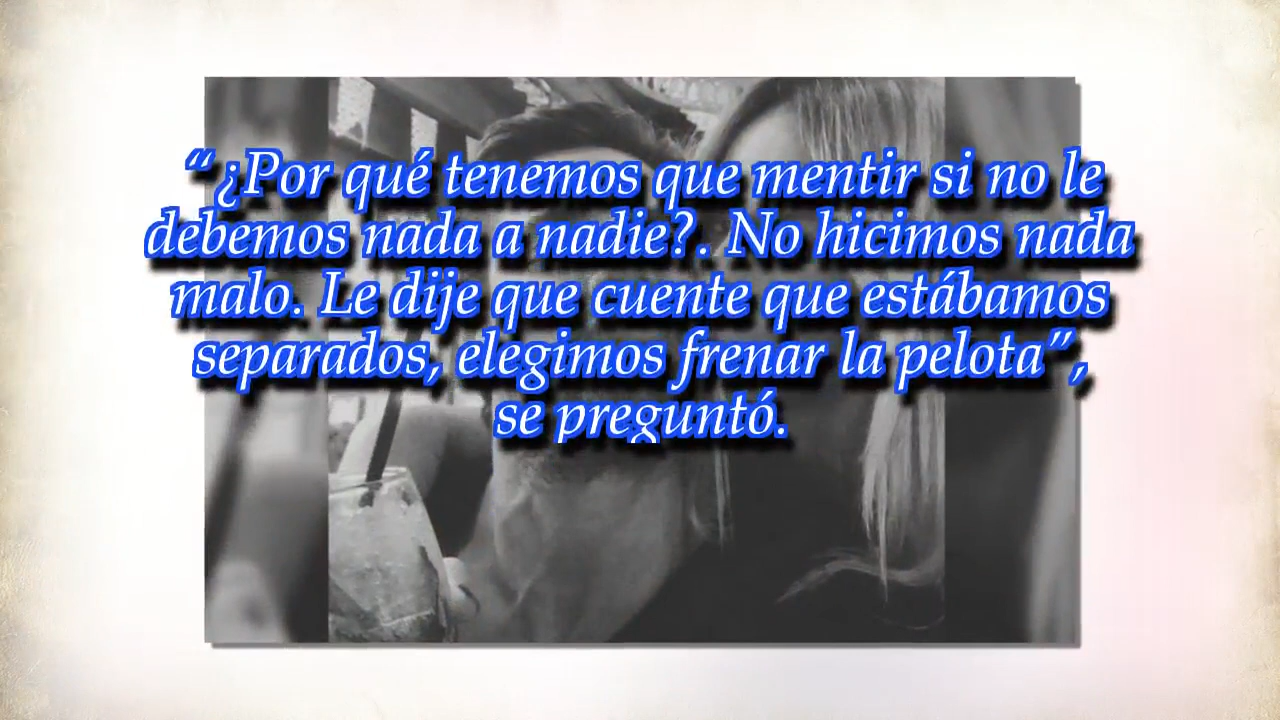 “¿Por qué tenemos que mentir si no le
debemos nada a nadie?. No hicimos nada
malo. Le dije que cuente que estábamos
separados, elegimos frenar la pelota”,
se preguntó.